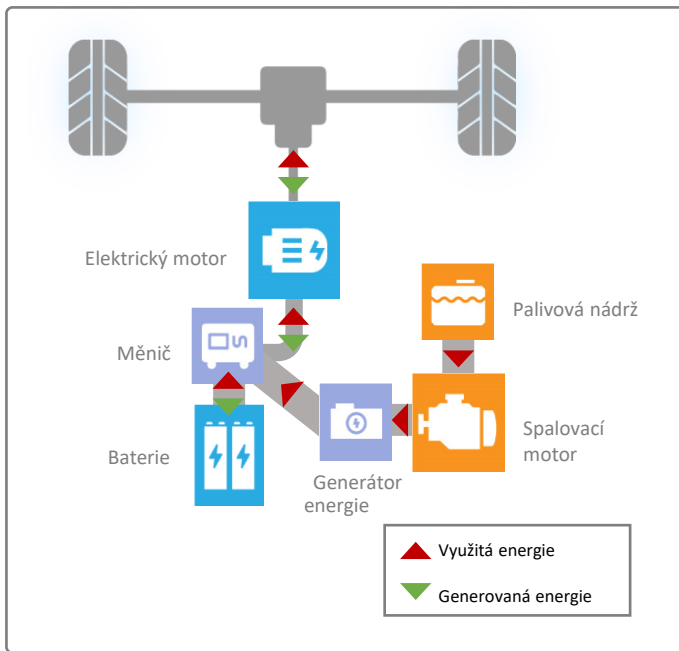 Elektrický motor
Palivová nádrž
Měnič
Baterie
Spalovací
motor
Generátor
energie
Využitá energie
Generovaná energie